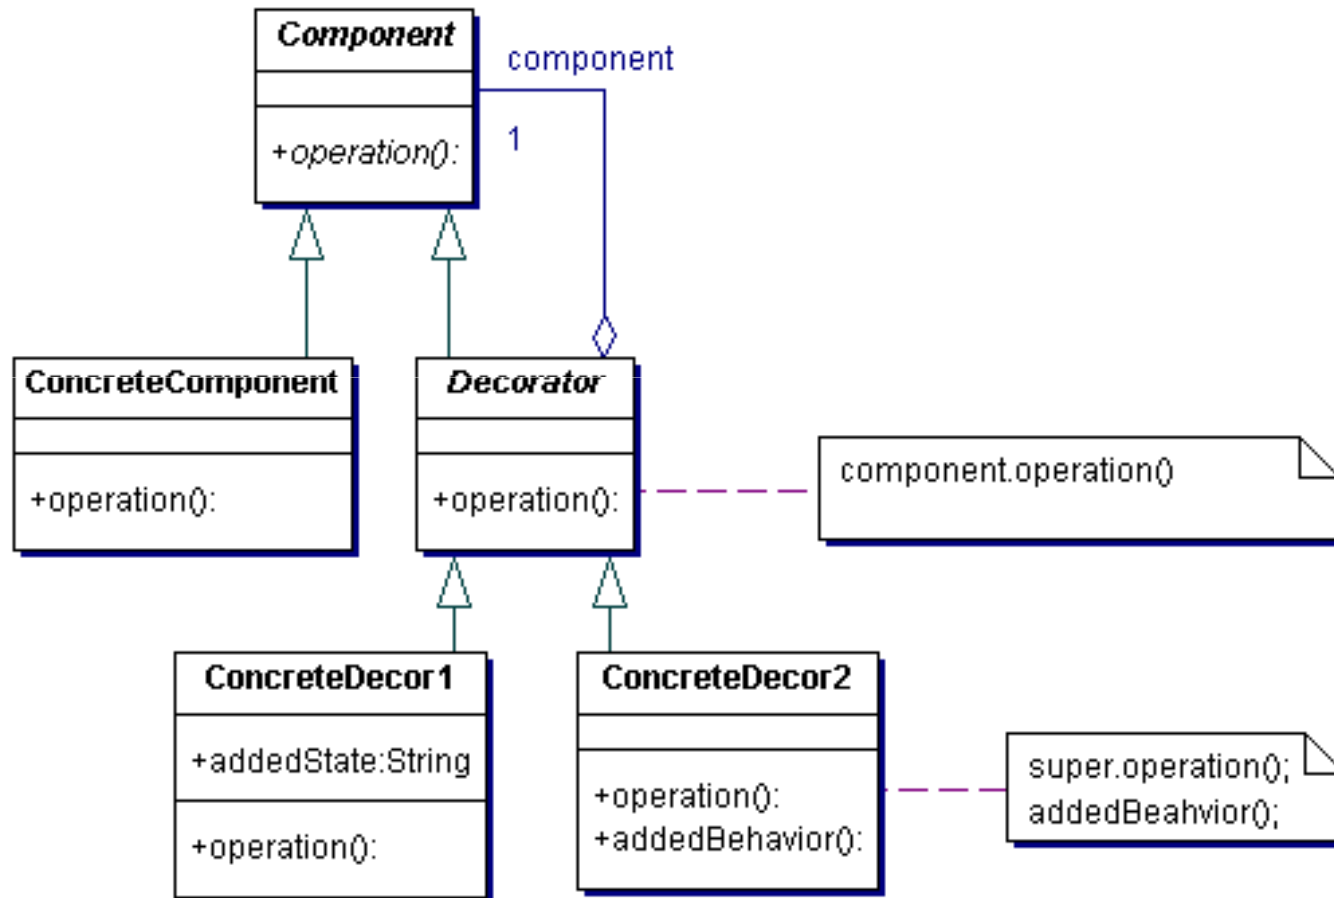 Component
component
1
+operation():
ConcreteComponent
Decorator
+operation():
+operation():
component.operation()
ConcreteDecor1
ConcreteDecor2
+addedState:String
+operation():
+operation():
+addedBehavior():
super.operation();
addedBeahvior();